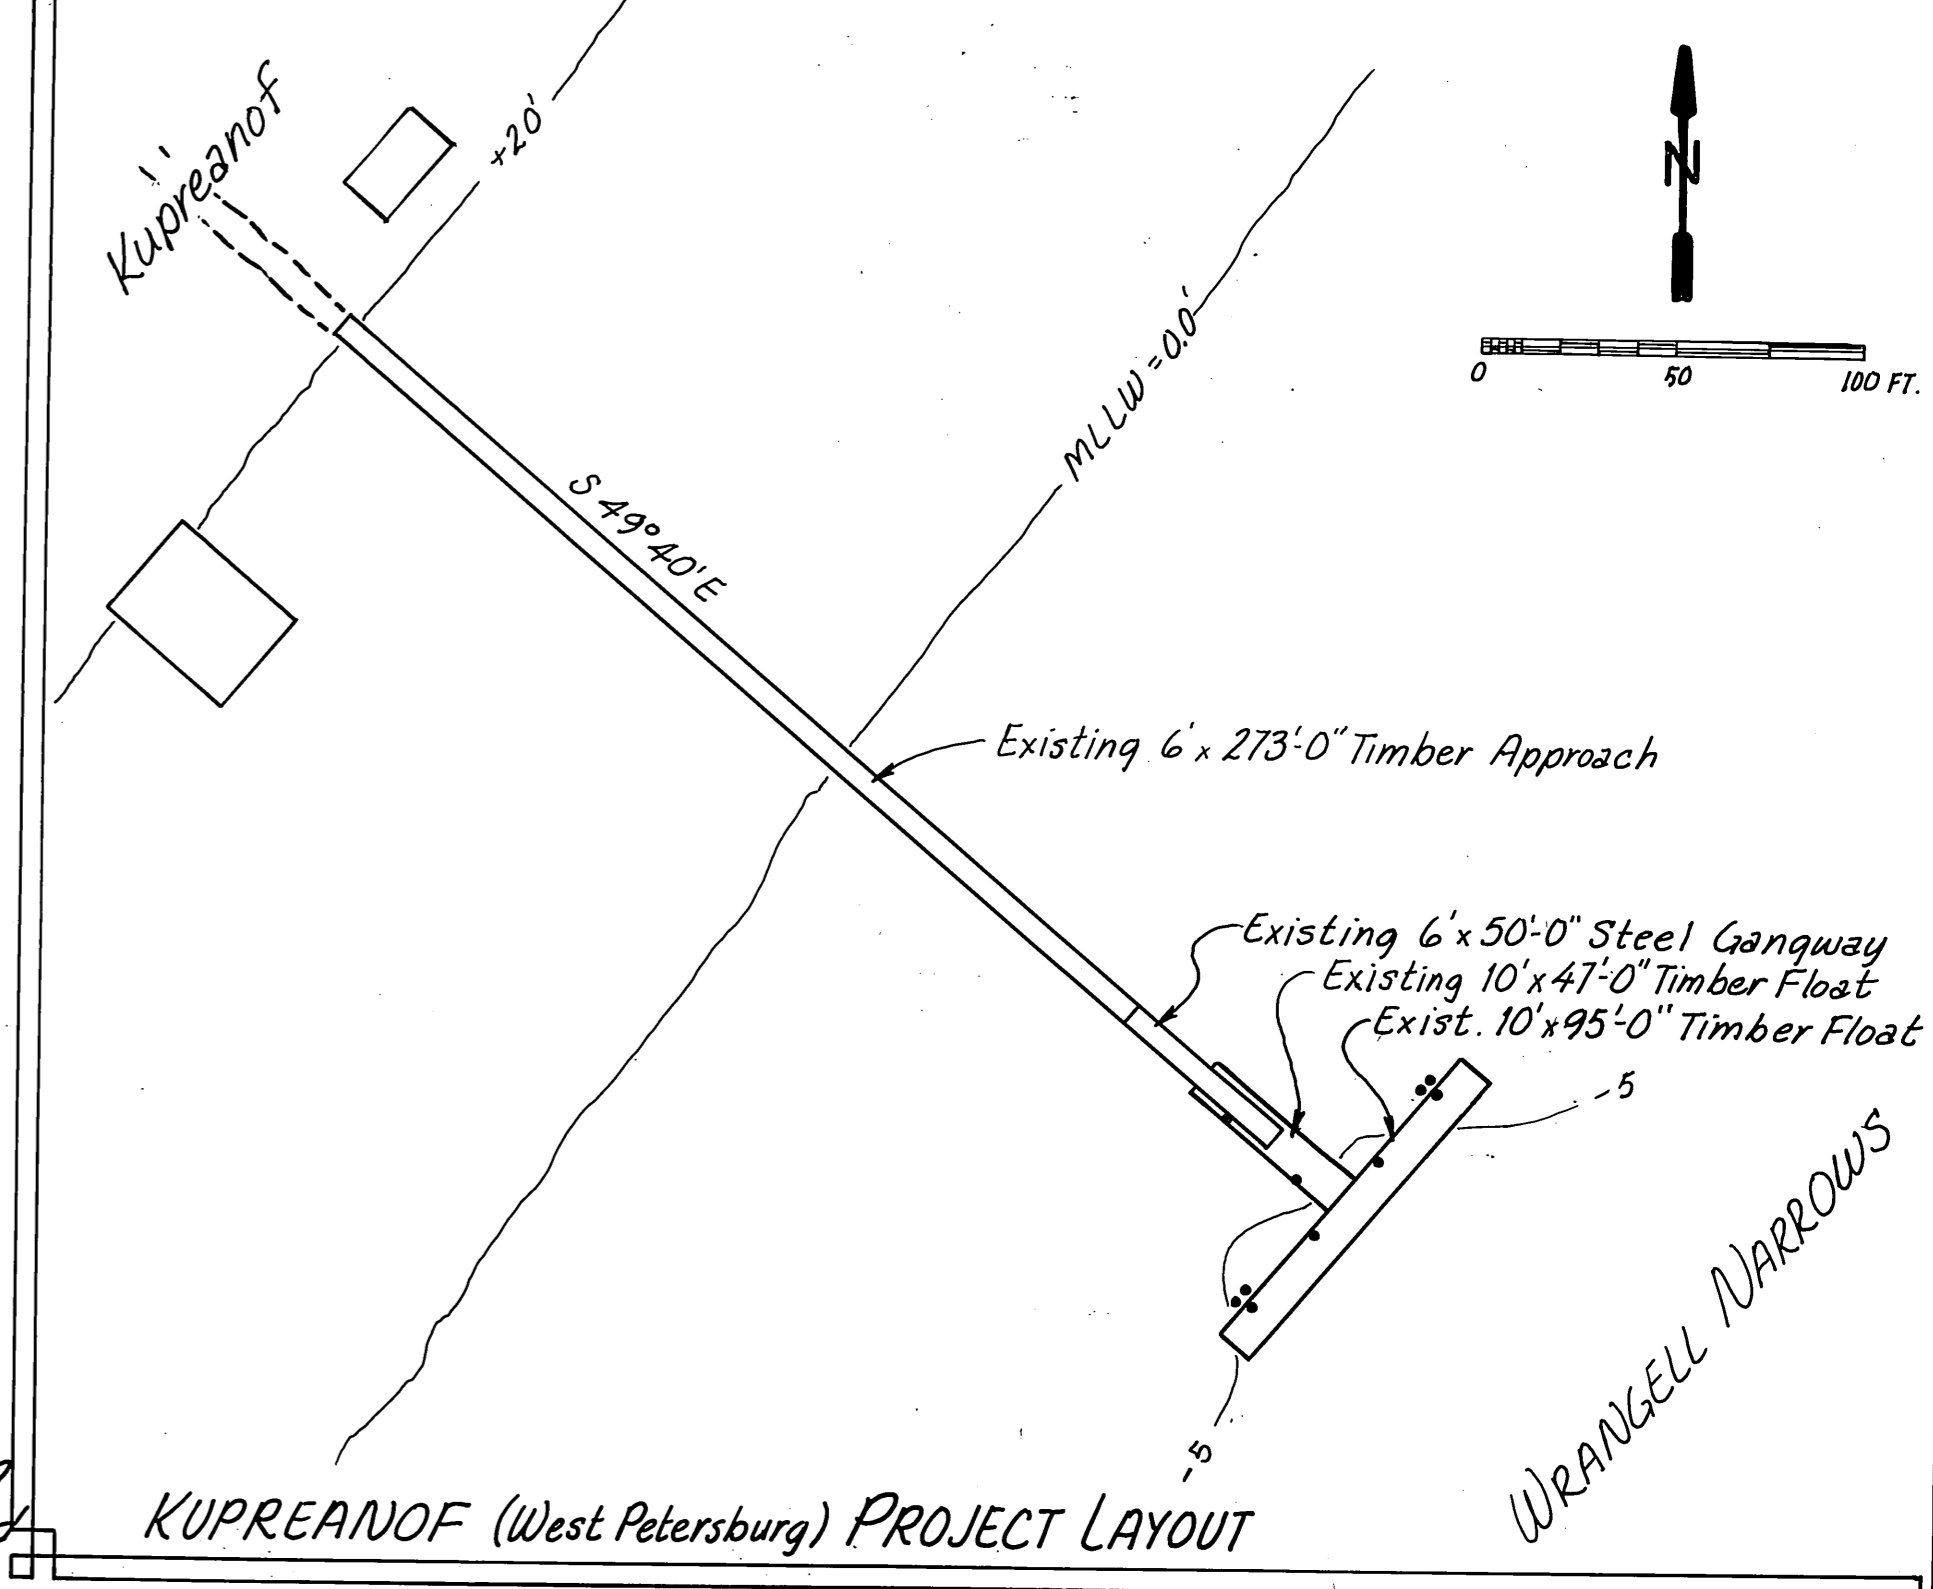 Kupreanof
+20'
N
0 50 100 FT.
MLLW = 0.0'
S 49° 40' E
Existing 6' x 273'-0" Timber Approach
Existing 6' x 50'-0" Steel Gangway
Existing 10' x 47'-0" Timber Float
Exist. 10' x 95'-0" Timber Float
-5
WRANGELL NARROWS
-5
KUPREANOF (West Petersburg) PROJECT LAYOUT